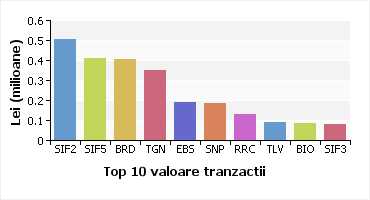 Lei (milioane)
0.6
0.5
0.4
0.3
0.2
0.1
0
SIF2 SIF5 BRD TGN EBS SNP RRC TLV BIO SIF3
Top 10 valoare tranzactii